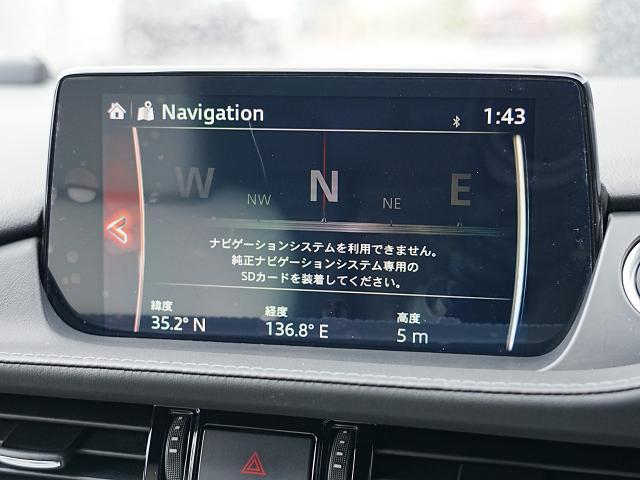 Navigation
1:43
W NW N NE E
ナビゲーションシステムを利用できません。
純正ナビゲーションシステム専用の
SDカードを装着してください。
緯度 経度 高度
35.2° N 136.8° E 5 m